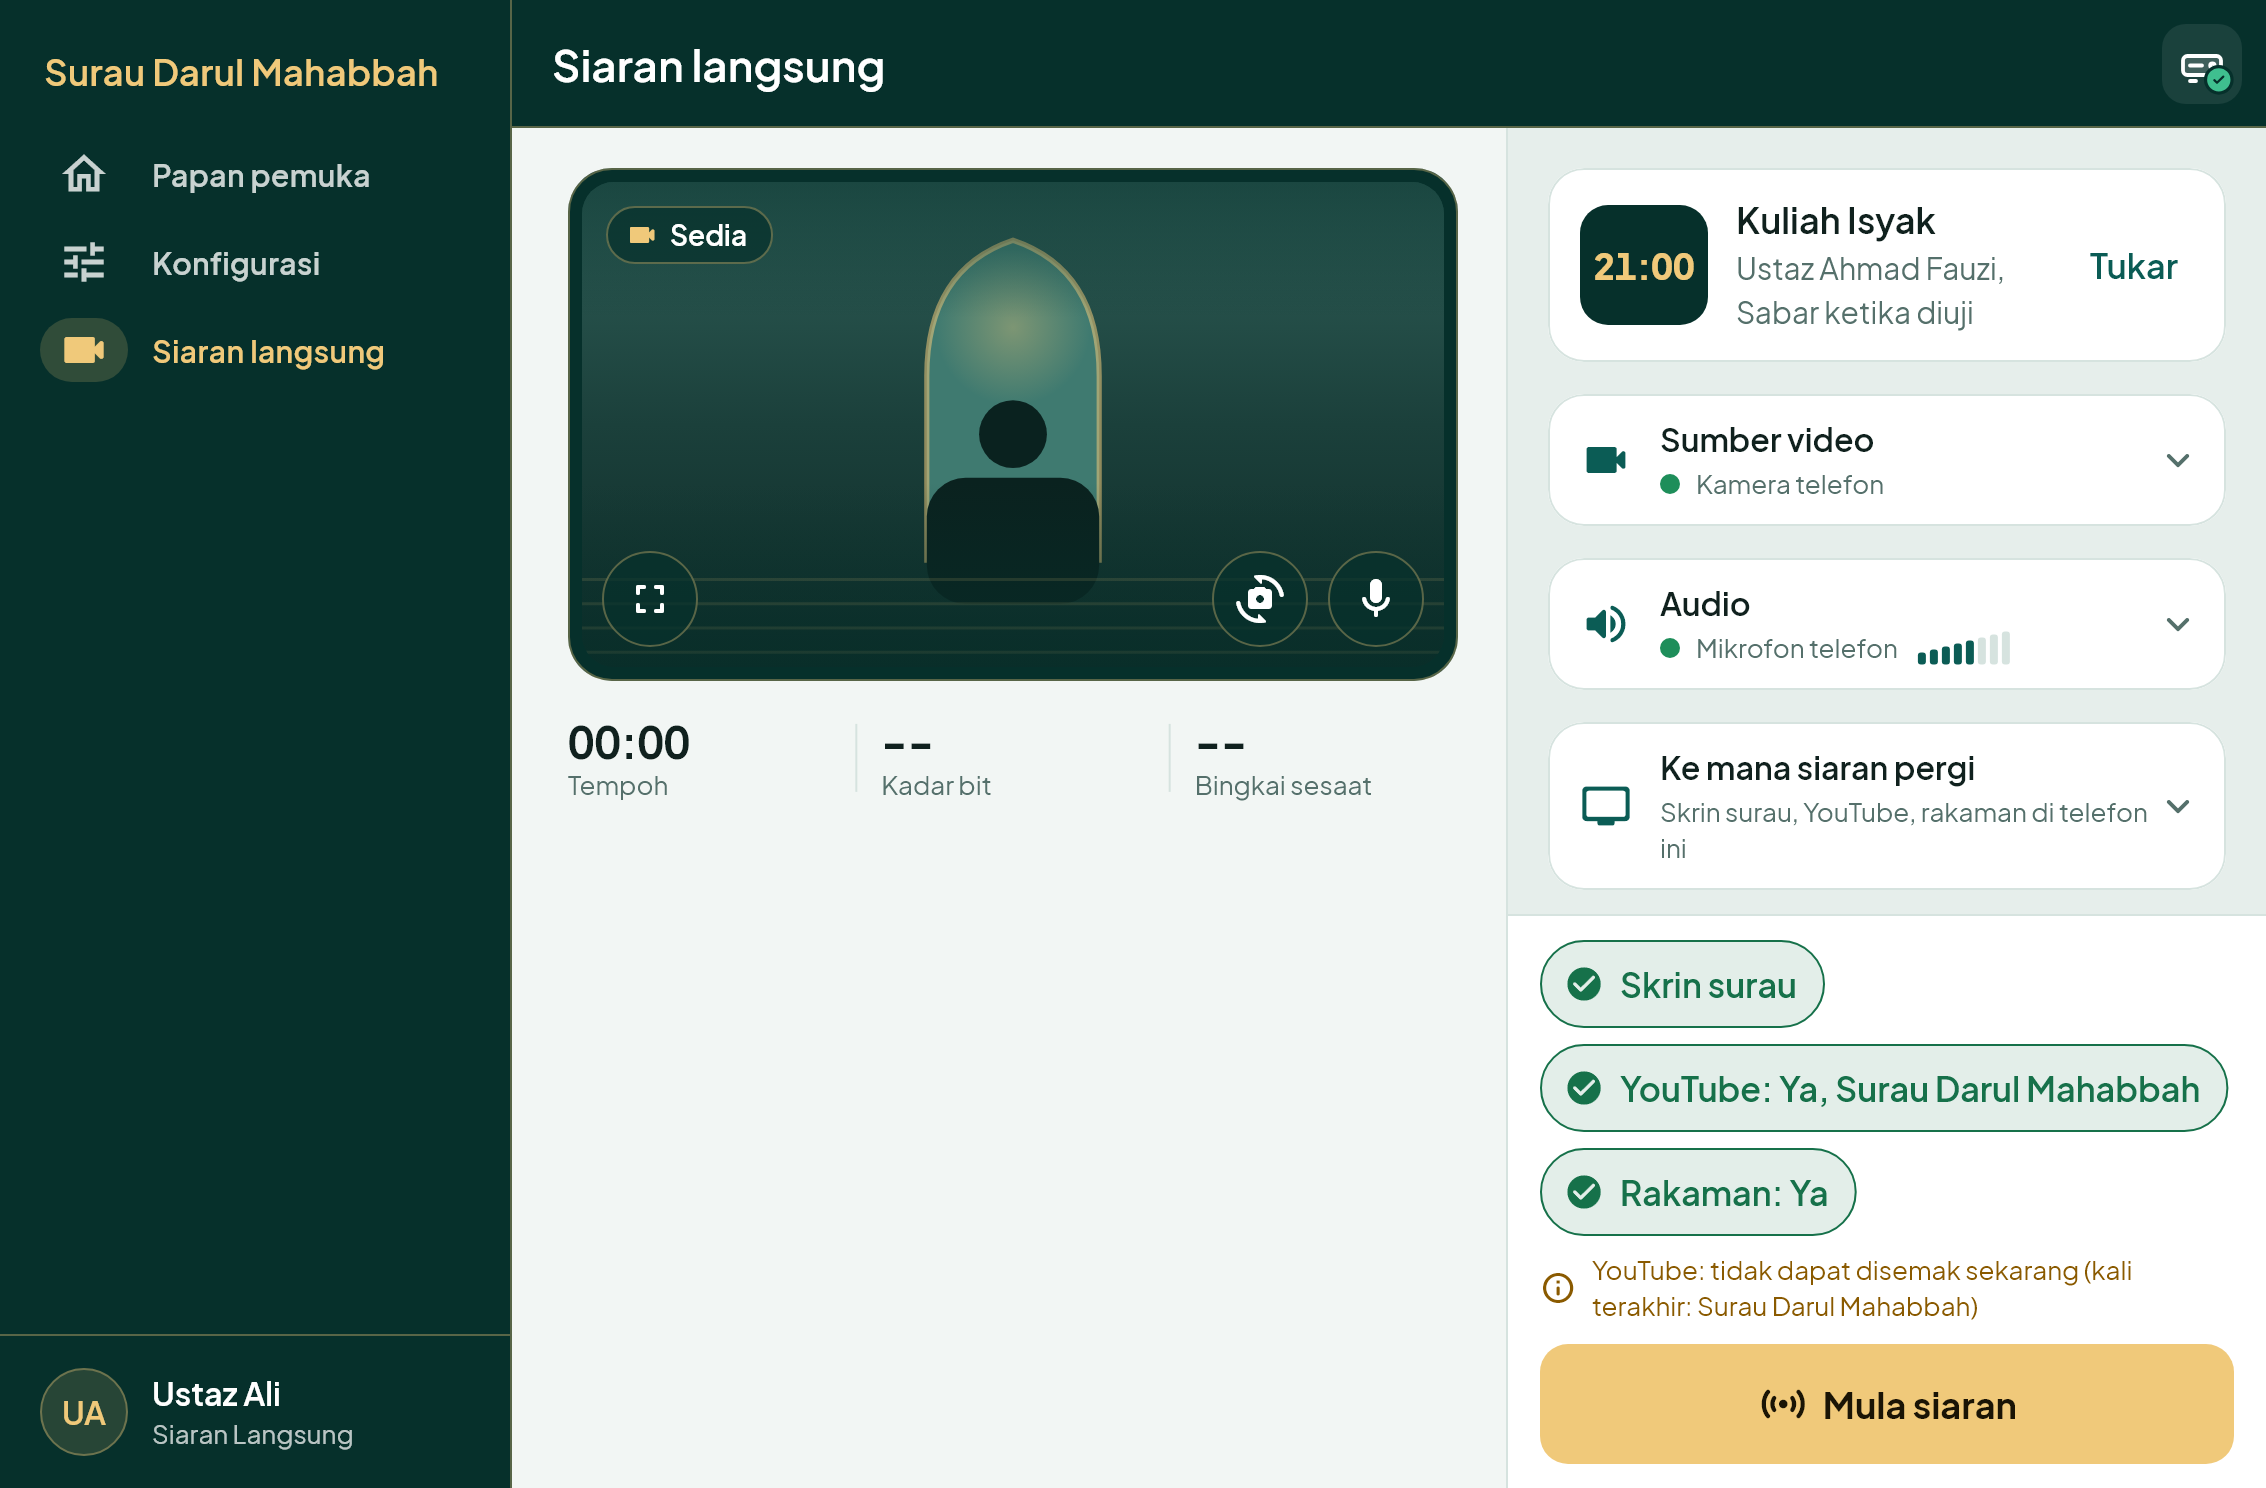 Surau Darul Mahabbah
Papan pemuka
Konfigurasi
Siaran langsung
UA
Ustaz Ali
Siaran Langsung
Siaran langsung
Sedia
00:00
Tempoh
--
Kadar bit
--
Bingkai sesaat
21:00
Kuliah Isyak
Ustaz Ahmad Fauzi,
Sabar ketika diuji
Tukar
Sumber video
Kamera telefon
Audio
Mikrofon telefon
Ke mana siaran pergi
Skrin surau, YouTube, rakaman di telefon
ini
Skrin surau
YouTube: Ya, Surau Darul Mahabbah
Rakaman: Ya
YouTube: tidak dapat disemak sekarang (kali
terakhir: Surau Darul Mahabbah)
Mula siaran